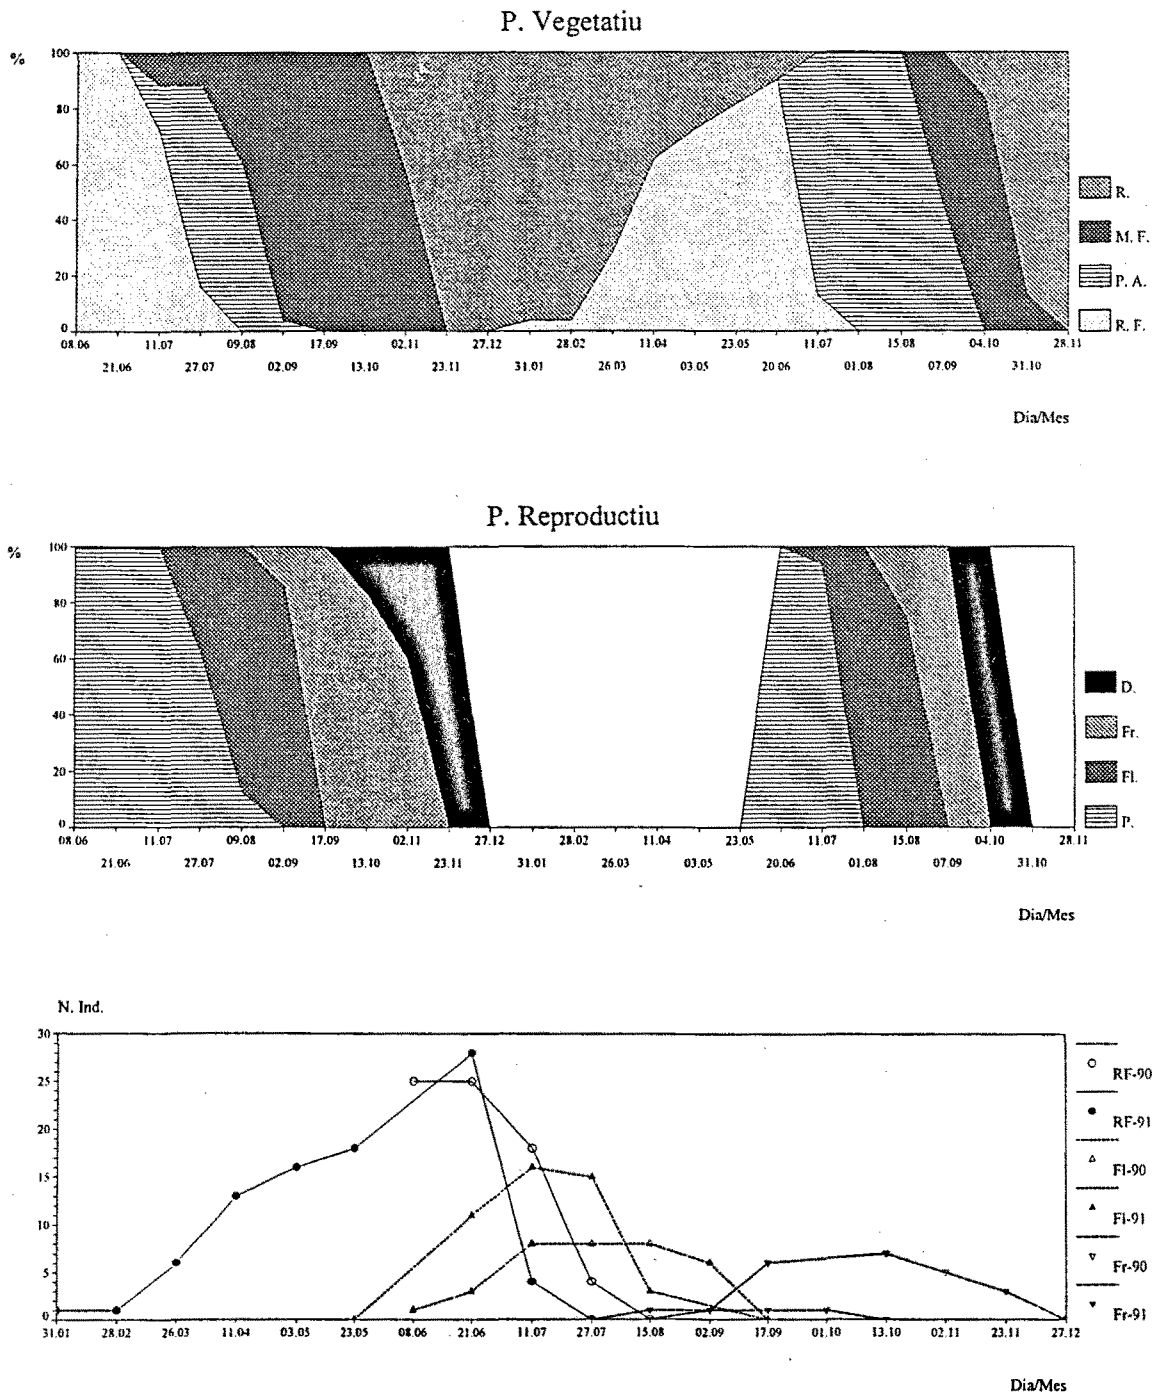 P. Vegetatiu
%
100
80
60
40
20
0
R.
M. F.
P. A.
R. F.
08.06 11.07 09.08 17.09 02.11 27.12 28.02 11.04 23.05 11.07 15.08 04.10 28.11
21.06 27.07 02.09 13.10 23.11 31.01 26.03 03.05 20.06 01.08 07.09 31.10
Dia/Mes
P. Reproductiu
%
100
80
60
40
20
0
D.
Fr.
Fl.
P.
08.06 11.07 09.08 17.09 02.11 27.12 28.02 11.04 23.05 11.07 15.08 04.10 28.11
21.06 27.07 02.09 13.10 23.11 31.01 26.03 03.05 20.06 01.08 07.09 31.10
Dia/Mes
N. Ind.
30
25
20
15
10
5
0
RF-90
RF-91
Fl-90
Fl-91
Fr-90
Fr-91
31.01 28.02 26.03 11.04 03.05 23.05 08.06 21.06 11.07 27.07 15.08 02.09 17.09 01.10 13.10 02.11 23.11 27.12
Dia/Mes